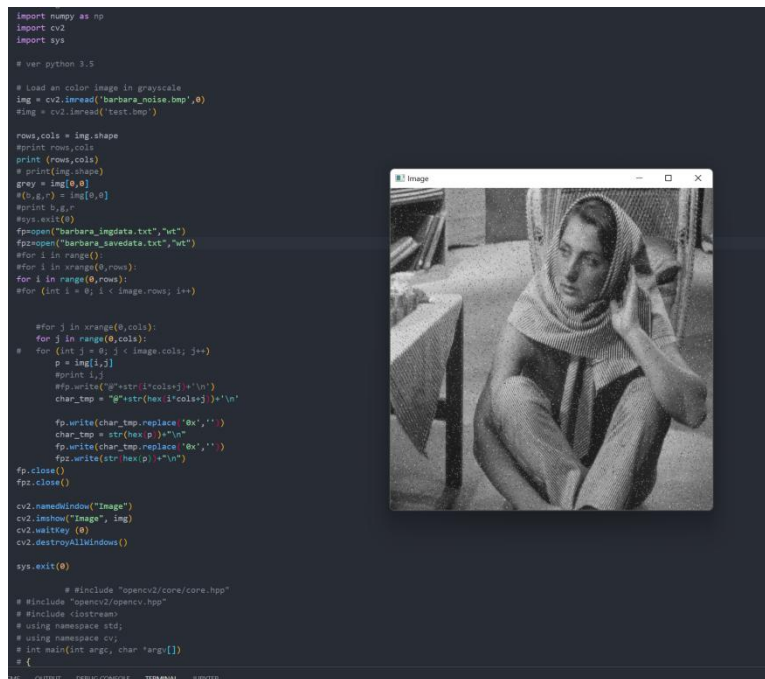 import numpy as np
import cv2
import sys
# ver python 3.5
# Load an color image in grayscale
img = cv2.imread('barbara_noise.bmp',0)
#img = cv2.imread('test.bmp')
rows,cols = img.shape
#print rows,cols
print (rows,cols)
# print(img.shape)
grey = img[0,0]
#(b,g,r) = img[0,0]
#print b,g,r
#sys.exit(0)
fp=open("barbara_imgdata.txt","wt")
fpz=open("barbara_savedata.txt","wt")
#for i in range():
#for i in xrange(0,rows):
for i in range(0,rows):
#for (int i = 0; i < image.rows; i++)
#for j in xrange(0,cols):
for j in range(0,cols):
# for (int j = 0; j < image.cols; j++)
p = img[i,j]
#print i,j
#fp.write("@"+str(i*cols+j)+'\n')
char_tmp = "@"+str(hex(i*cols+j))+'\n'
fp.write(char_tmp.replace('0x',''))
char_tmp = str(hex(p))+"\n"
fp.write(char_tmp.replace('0x',''))
fpz.write(str(hex(p))+"\n")
fp.close()
fpz.close()
cv2.namedWindow("Image")
cv2.imshow("Image", img)
cv2.waitKey (0)
cv2.destroyAllWindows()
sys.exit(0)
# #include "opencv2/core/core.hpp"
# #include "opencv2/opencv.hpp"
# #include <iostream>
# using namespace std;
# using namespace cv;
# int main(int argc, char *argv[])
# {
OUTPUT DEBUG CONSOLE TERMINAL JUPYTER
Image